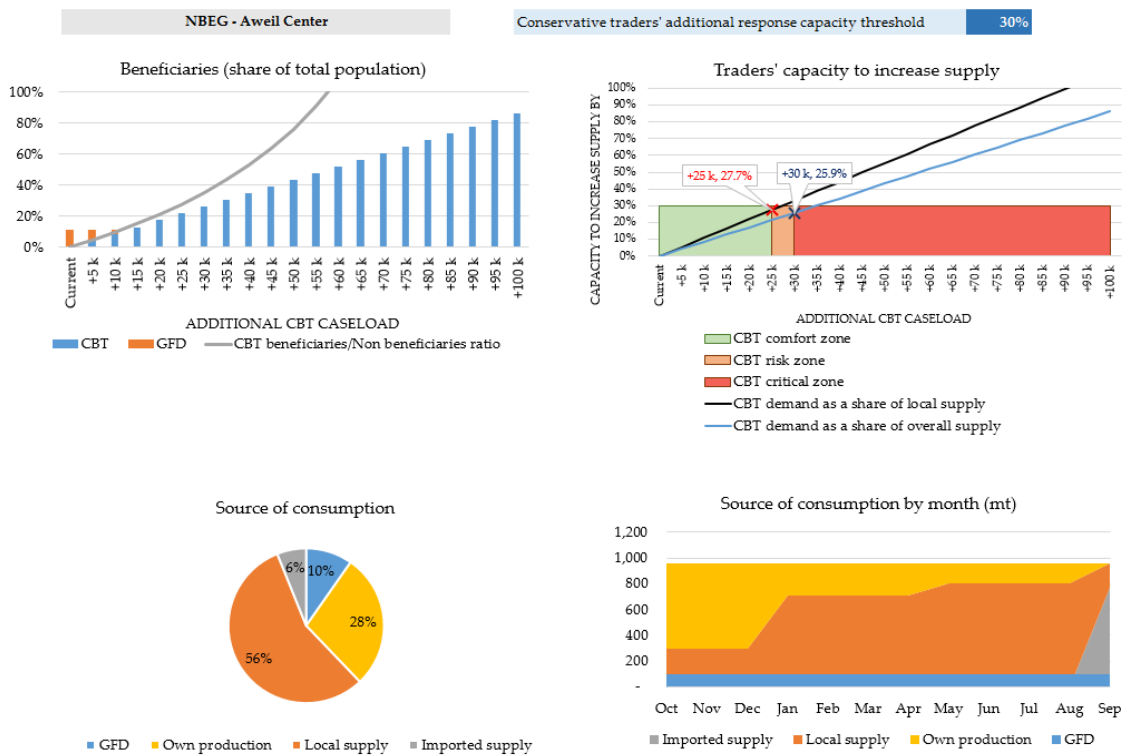 NBEG - Aweil Center
Conservative traders' additional response capacity threshold
30%
Beneficiaries (share of total population)
100%
80%
60%
40%
20%
0%
Current
+5 k
+10 k
+15 k
+20 k
+25 k
+30 k
+35 k
+40 k
+45 k
+50 k
+55 k
+60 k
+65 k
+70 k
+75 k
+80 k
+85 k
+90 k
+95 k
+100 k
ADDITIONAL CBT CASELOAD
CBT
GFD
CBT beneficiaries/Non beneficiaries ratio
Traders' capacity to increase supply
CAPACITY TO INCREASE SUPPLY BY
100%
90%
80%
70%
60%
50%
40%
30%
20%
10%
0%
+25 k, 27.7%
+30 k, 25.9%
Current
+5 k
+10 k
+15 k
+20 k
+25 k
+30 k
+35 k
+40 k
+45 k
+50 k
+55 k
+60 k
+65 k
+70 k
+75 k
+80 k
+85 k
+90 k
+95 k
+100 k
ADDITIONAL CBT CASELOAD
CBT comfort zone
CBT risk zone
CBT critical zone
CBT demand as a share of local supply
CBT demand as a share of overall supply
Source of consumption
6%
10%
28%
56%
GFD
Own production
Local supply
Imported supply
Source of consumption by month (mt)
1,200
1,000
800
600
400
200
-
Oct Nov Dec Jan Feb Mar Apr May Jun Jul Aug Sep
Imported supply
Local supply
Own production
GFD